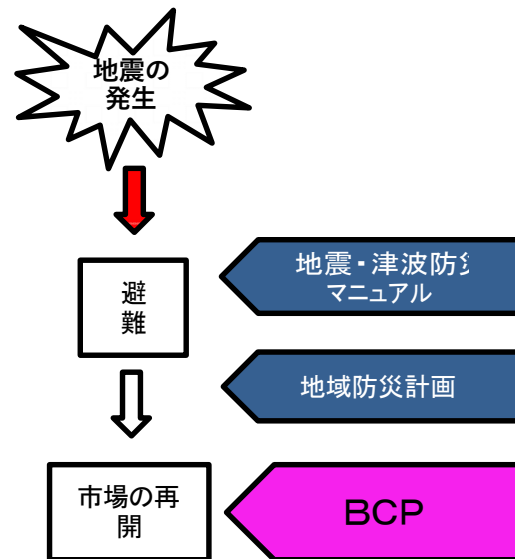 地震の
発生
避
難
地震・津波防
マニュアル
地域防災計画
市場の再
開
BCP